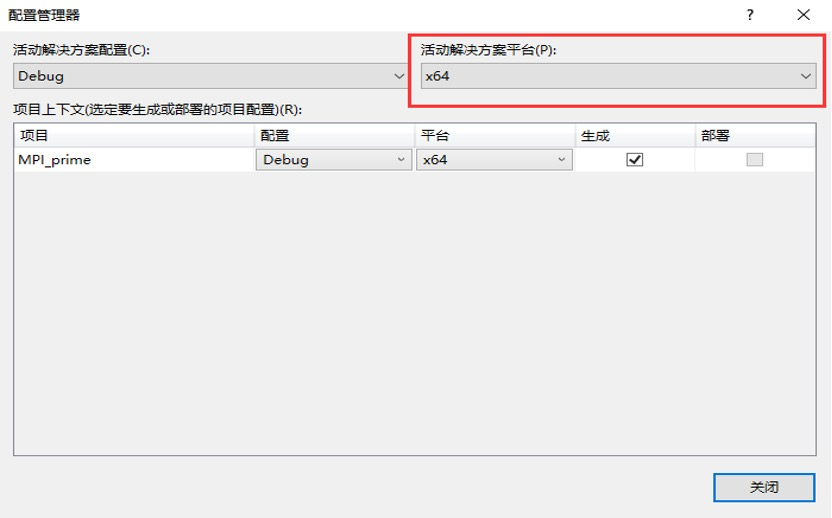 配置管理器
?
活动解决方案配置(C):
活动解决方案平台(P):
Debug
x64
项目上下文(选定要生成或部署的项目配置)(R):
项目 配置 平台 生成 部署
MPI_prime Debug x64
关闭